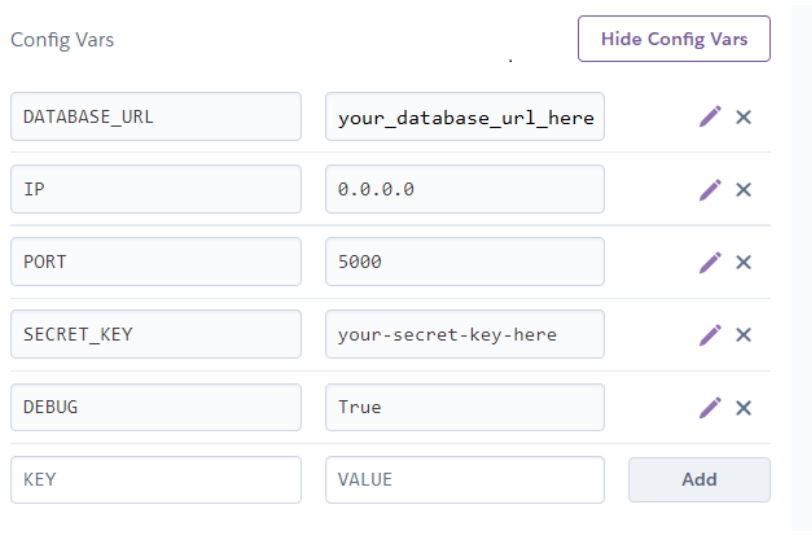 Config Vars
Hide Config Vars
DATABASE_URL
your_database_url_here
IP
0.0.0.0
PORT
5000
SECRET_KEY
your-secret-key-here
DEBUG
True
KEY
VALUE
Add